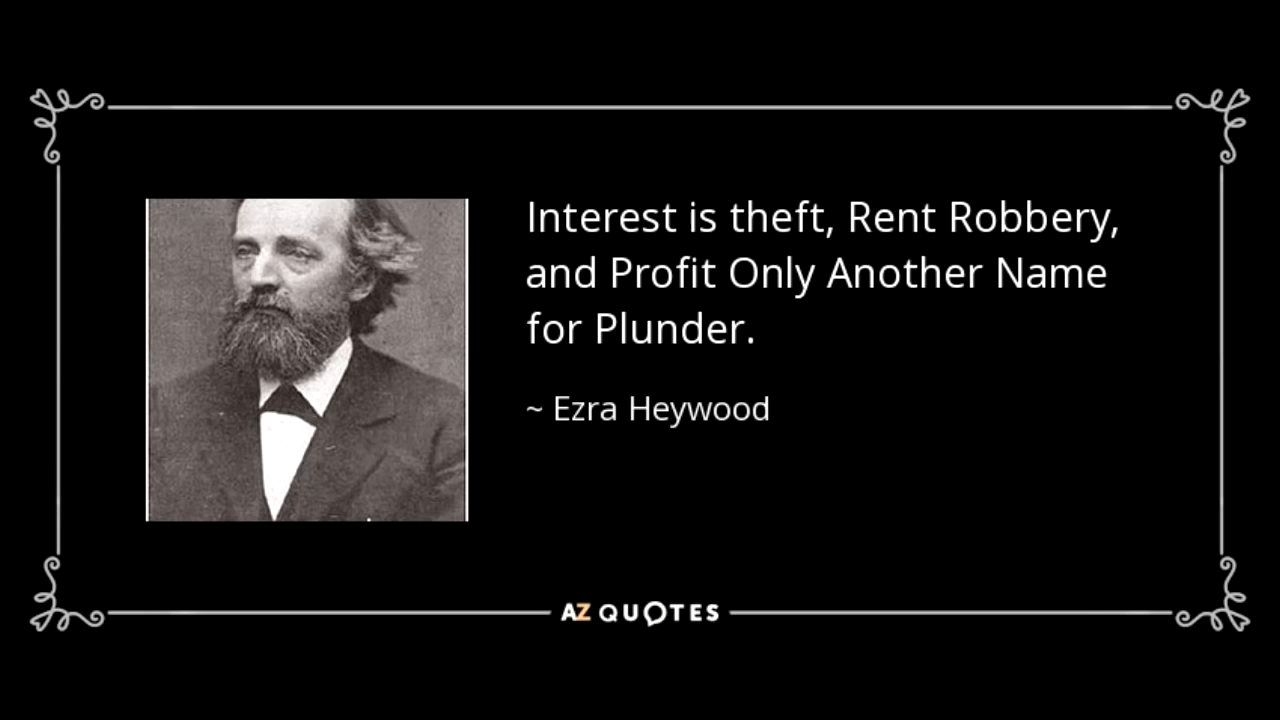 Interest is theft, Rent Robbery,
and Profit Only Another Name
for Plunder.
~ Ezra Heywood
AZ QUOTES